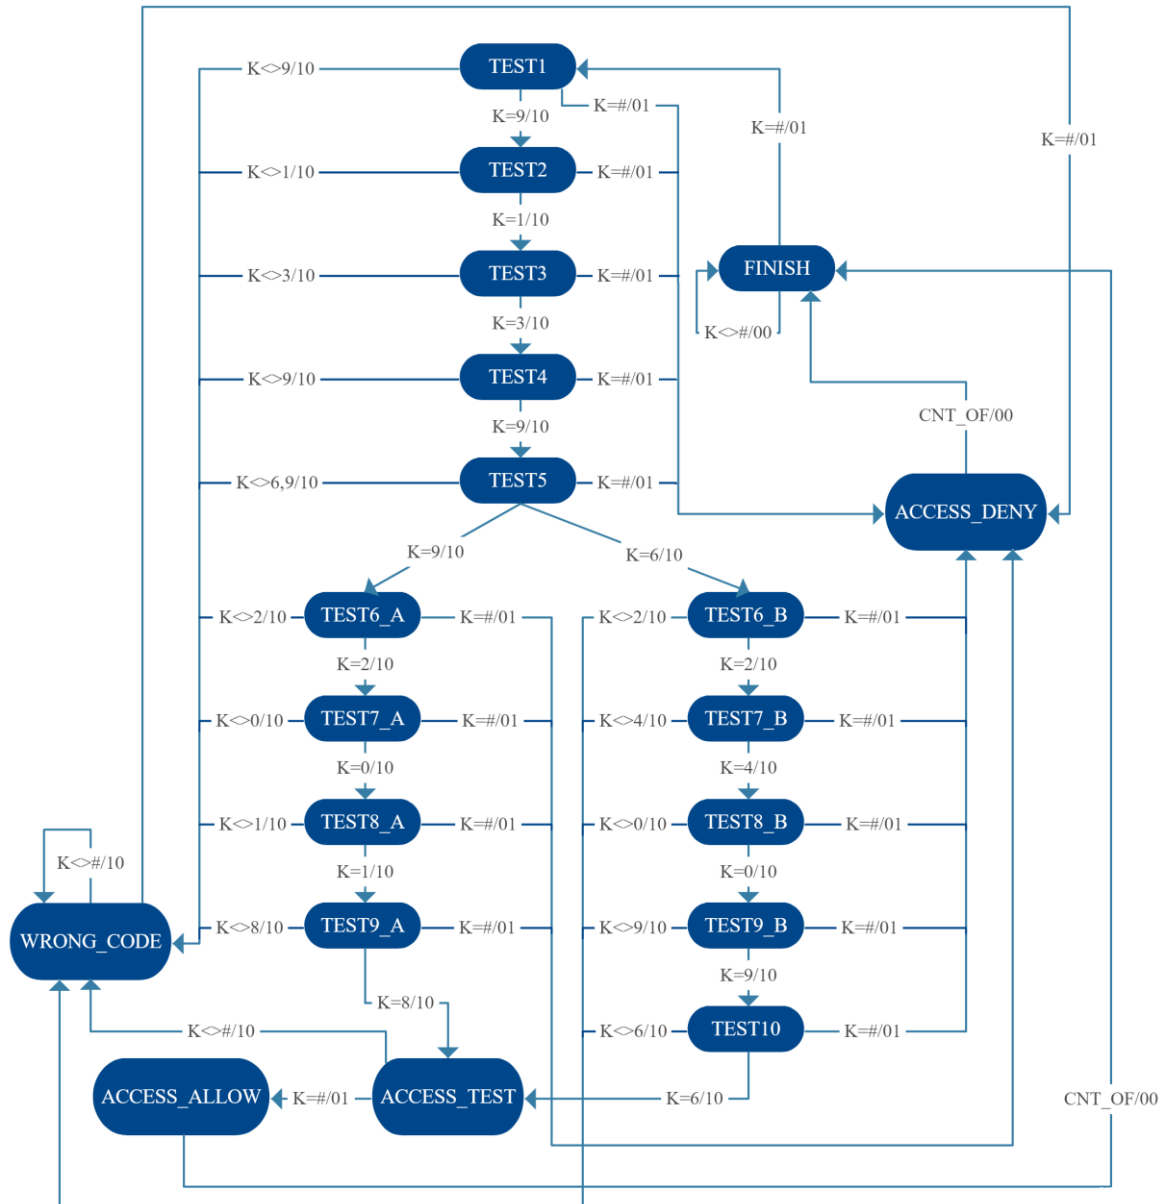 K<>9/10
TEST1
K=9/10
K=#/01
K=#/01
K=#/01
K<>1/10
TEST2
K=#/01
K=1/10
K<>3/10
TEST3
K=#/01
FINISH
K=3/10
K<>#/00
K<>9/10
TEST4
K=#/01
K=9/10
CNT_OF/00
K<>6,9/10
TEST5
K=#/01
ACCESS_DENY
K=9/10
K=6/10
K<>2/10
TEST6_A
K=#/01
K<>2/10
TEST6_B
K=#/01
K=2/10
K=2/10
K<>0/10
TEST7_A
K=#/01
K<>4/10
TEST7_B
K=#/01
K=0/10
K=4/10
K<>1/10
TEST8_A
K=#/01
K<>0/10
TEST8_B
K=#/01
K<>#/10
K=1/10
K=0/10
WRONG_CODE
K<>8/10
TEST9_A
K=#/01
K<>9/10
TEST9_B
K=#/01
K=8/10
K=9/10
K<>#/10
K<>6/10
TEST10
K=#/01
ACCESS_ALLOW
K=#/01
ACCESS_TEST
K=6/10
CNT_OF/00